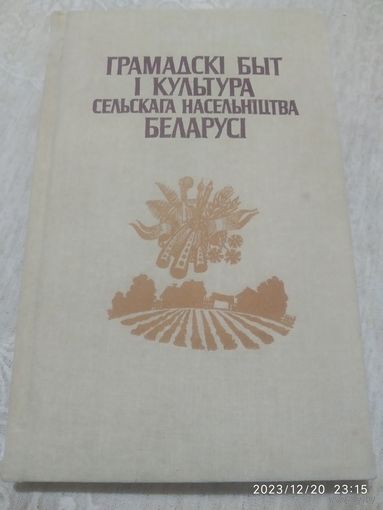 ГРАМАДСКІ БЫТ
І КУЛЬТУРА
СЕЛЬСКАГА НАСЕЛЬНІЦТВА
БЕЛАРУСІ
2023/12/20 23:15